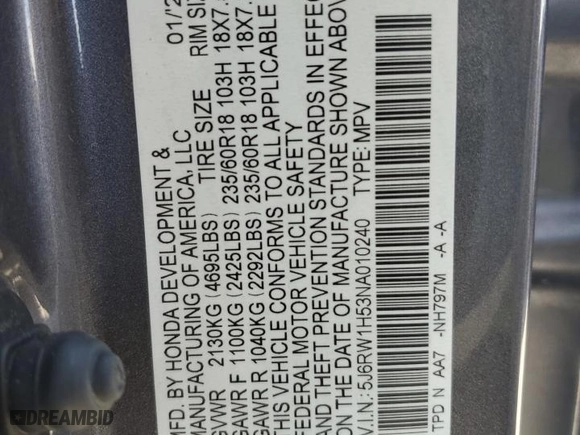 MFD. BY HONDA DEVELOPMENT & 01/2
MANUFACTURING OF AMERICA, LLC
GVWR 2130KG (4695LBS) TIRE SIZE RIM SIZ
GAWR F 1100KG (2425LBS) 235/60R18 103H 18X7.
GAWR R 1040KG (2292LBS) 235/60R18 103H 18X7.
THIS VEHICLE CONFORMS TO ALL APPLICABLE
FEDERAL MOTOR VEHICLE SAFETY
AND THEFT PREVENTION STANDARDS IN EFFEC
ON THE DATE OF MANUFACTURE SHOWN ABOV
V.I.N.: 5J6RW1H53NA010240 TYPE: MPV
TPD N AA7 -NH797M -A -A
DREAMBID